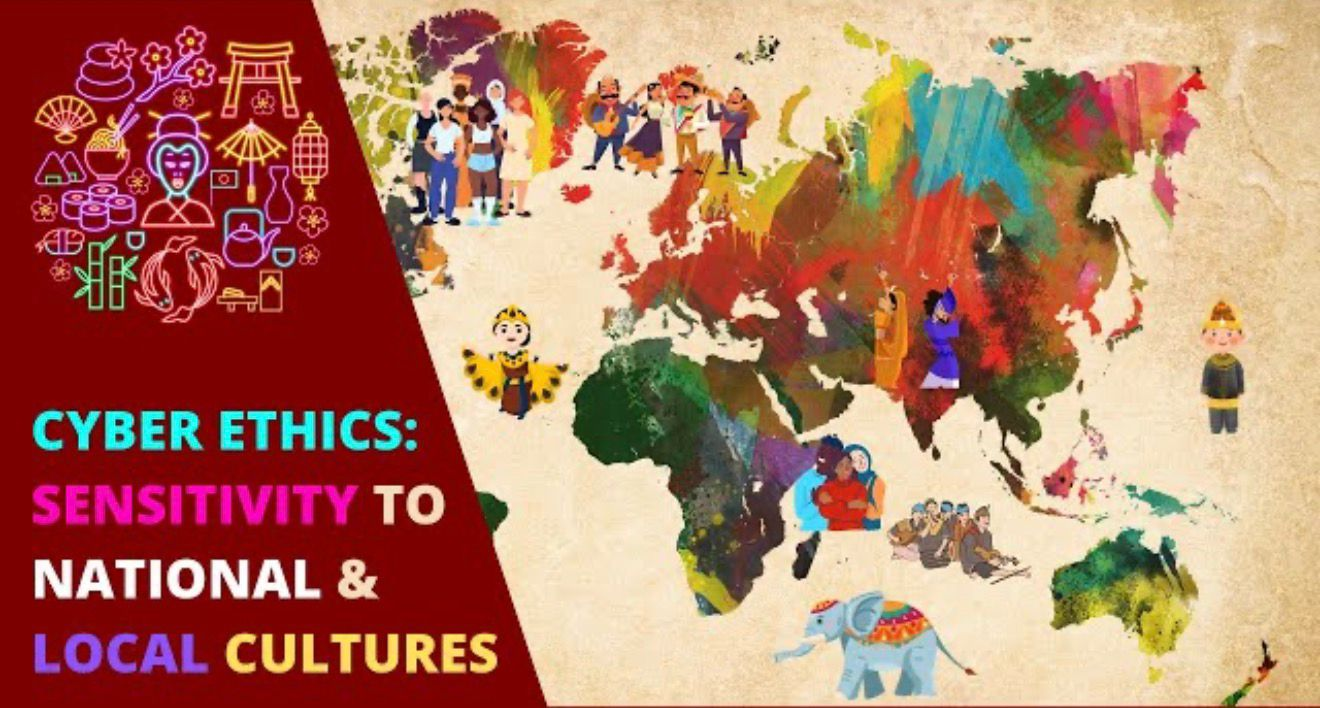 CYBER ETHICS:
SENSITIVITY TO
NATIONAL &
LOCAL CULTURES